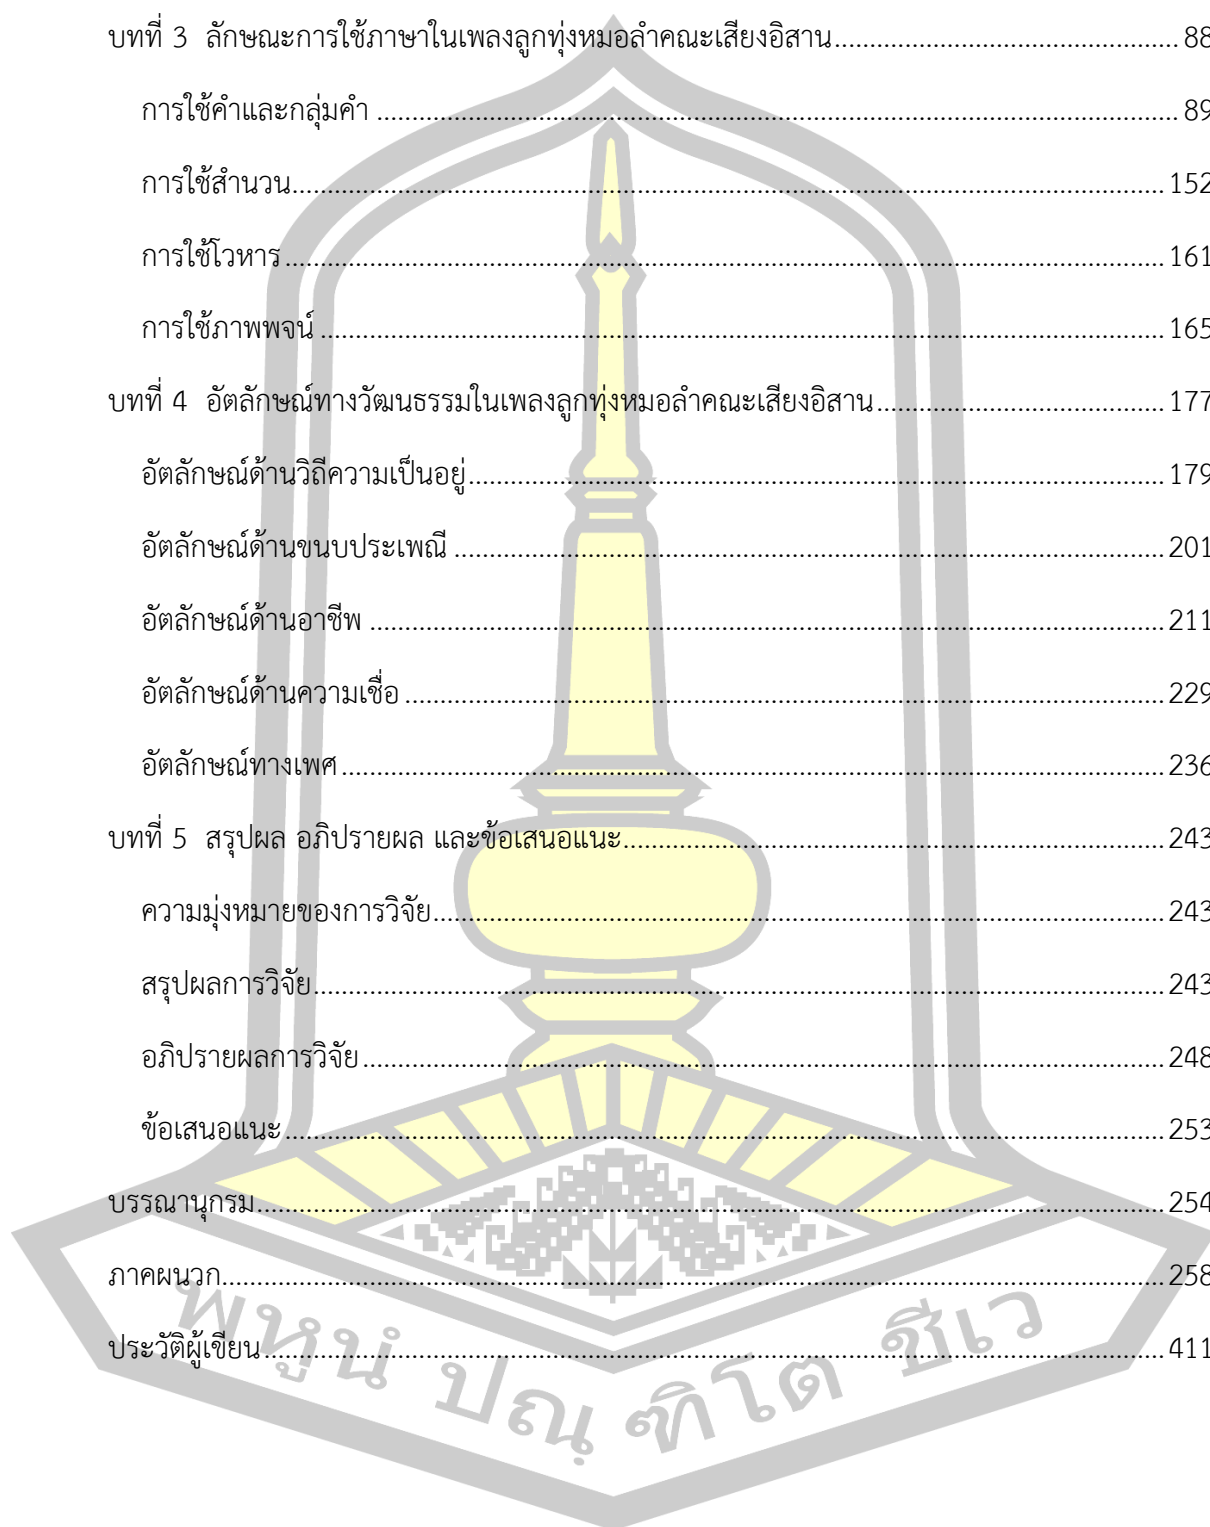 บทที่ 3 ลักษณะการใช้ภาษาในเพลงลูกทุ่งหมอลำคณะเสียงอิสาน.......................................... 88
การใช้คำและกลุ่มคำ .......................................................................................... 89
การใช้สำนวน.................................................................................................... 152
การใช้โวหาร .................................................................................................... 161
การใช้ภาพพจน์ ................................................................................................ 165
บทที่ 4 อัตลักษณ์ทางวัฒนธรรมในเพลงลูกทุ่งหมอลำคณะเสียงอิสาน.................................... 177
อัตลักษณ์ด้านวิถีความเป็นอยู่................................................................................ 179
อัตลักษณ์ด้านขนบประเพณี .................................................................................. 201
อัตลักษณ์ด้านอาชีพ ........................................................................................... 211
อัตลักษณ์ด้านความเชื่อ ....................................................................................... 229
อัตลักษณ์ทางเพศ............................................................................................... 236
บทที่ 5 สรุปผล อภิปรายผล และข้อเสนอแนะ.................................................................. 243
ความมุ่งหมายของการวิจัย.................................................................................... 243
สรุปผลการวิจัย.................................................................................................. 243
อภิปรายผลการวิจัย ............................................................................................ 248
ข้อเสนอแนะ ..................................................................................................... 253
บรรณานุกรม......................................................................................................... 254
ภาคผนวก............................................................................................................. 258
ประวัติผู้เขียน........................................................................................................ 411
พหูนํ ปณฺฑิโต ชีเว